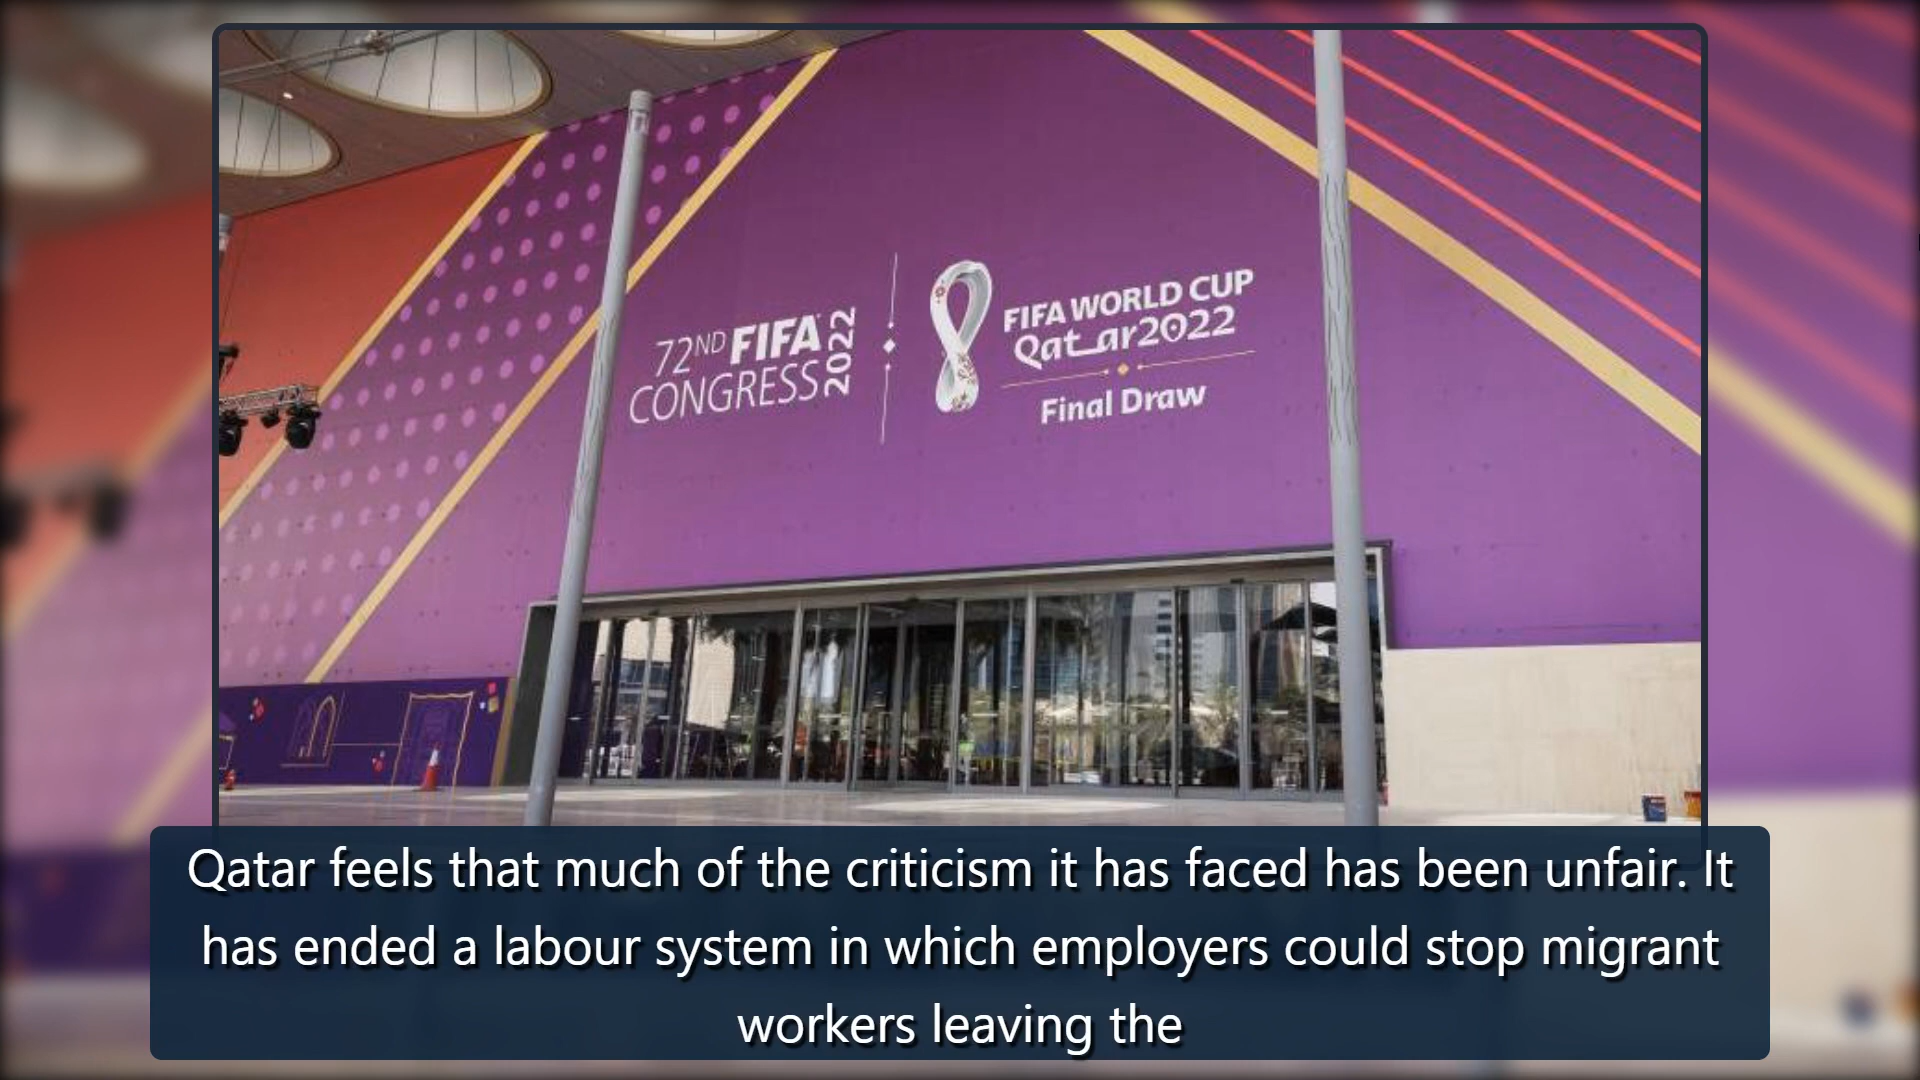 72ND FIFA
CONGRESS 2022
FIFA WORLD CUP
Qatar2022
Final Draw
Qatar feels that much of the criticism it has faced has been unfair. It
has ended a labour system in which employers could stop migrant
workers leaving the